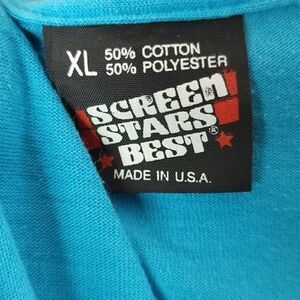 XL 50% COTTON
50% POLYESTER
SCREEN
STARS
BEST®
MADE IN U.S.A.